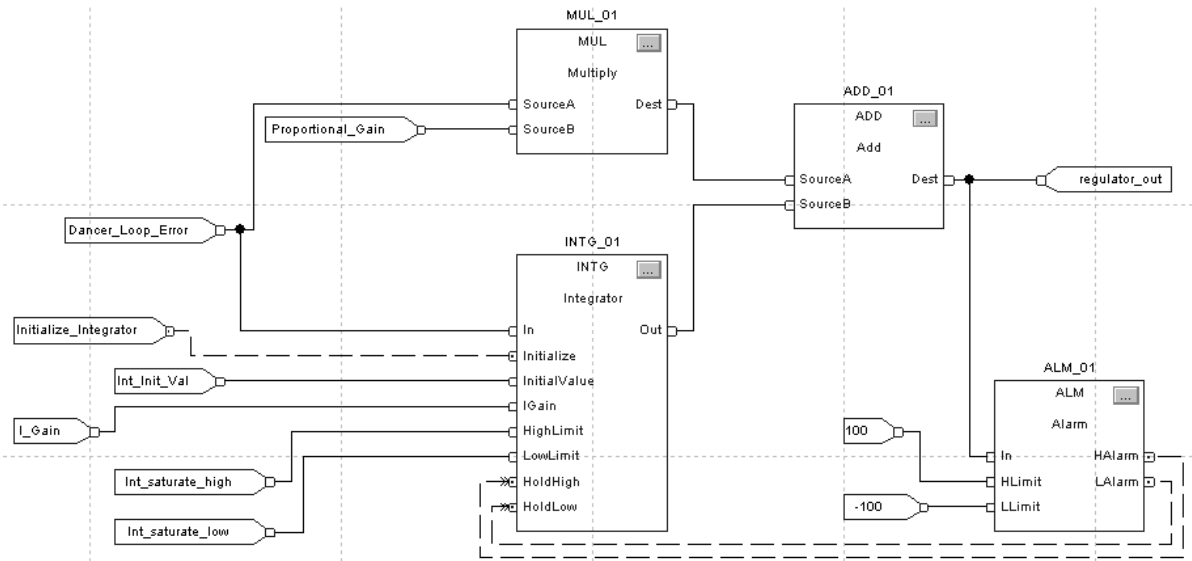 MUL_01
MUL
...
Multiply
SourceA
Dest
SourceB
Proportional_Gain
ADD_01
ADD
...
Add
SourceA
Dest
SourceB
regulator_out
Dancer_Loop_Error
INTG_01
INTG
...
Integrator
In
Out
Initialize
InitialValue
IGain
HighLimit
LowLimit
HoldHigh
HoldLow
Initialize_Integrator
Int_Init_Val
I_Gain
Int_saturate_high
Int_saturate_low
ALM_01
ALM
...
Alarm
In
HAlarm
HLimit
LAlarm
LLimit
100
-100